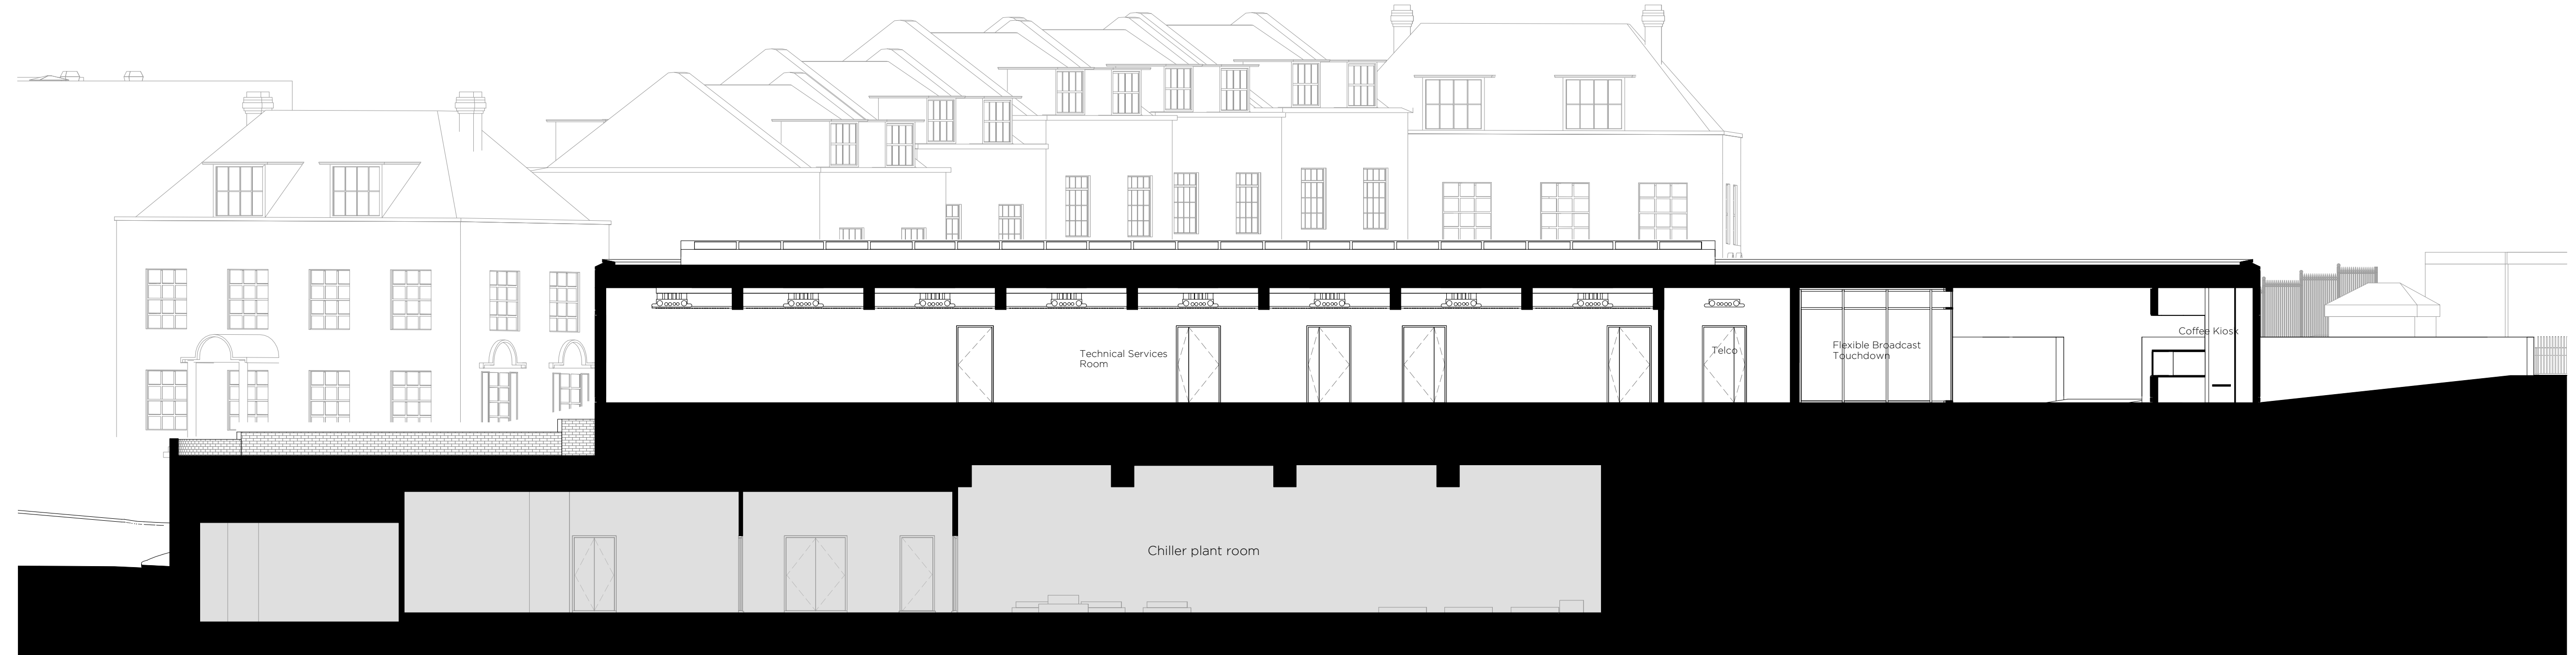 Coffee Kiosk
Technical Services
Room
Telco
Flexible Broadcast
Touchdown
Chiller plant room